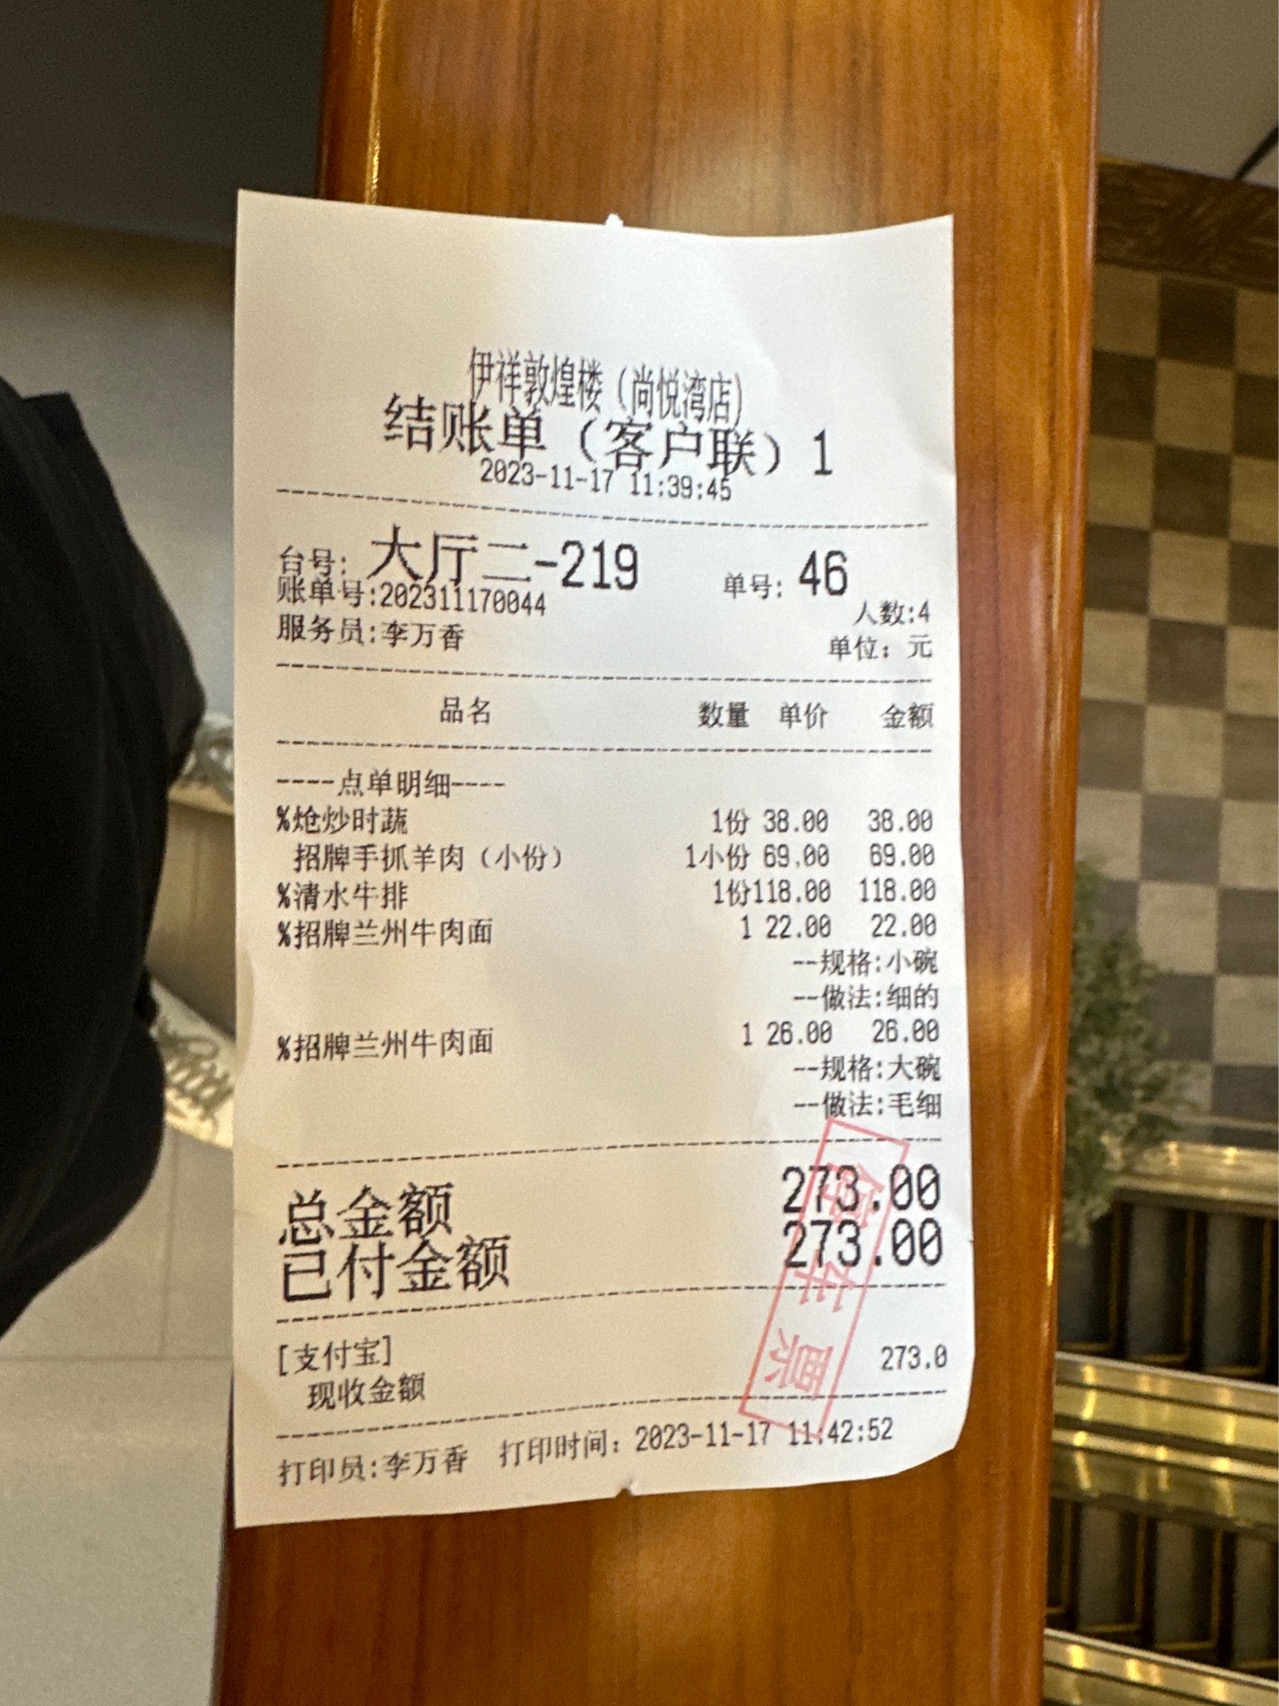 伊祥敦煌楼（尚悦湾店）
结账单（客户联）1
2023-11-17 11:39:45
台号: 大厅二-219 单号: 46
账单号:202311170044 人数:4
服务员:李万香 单位: 元
品名 数量 单价 金额
----点单明细----
%炝炒时蔬 1份 38.00 38.00
招牌手抓羊肉（小份） 1小份 69.00 69.00
%清水牛排 1份118.00 118.00
%招牌兰州牛肉面 1 22.00 22.00
--规格:小碗
--做法:细的
%招牌兰州牛肉面 1 26.00 26.00
--规格:大碗
--做法:毛细
总金额 273.00
已付金额 273.00
[支付宝]
现收金额 273.0
打印员:李万香 打印时间: 2023-11-17 11:42:52
停车票